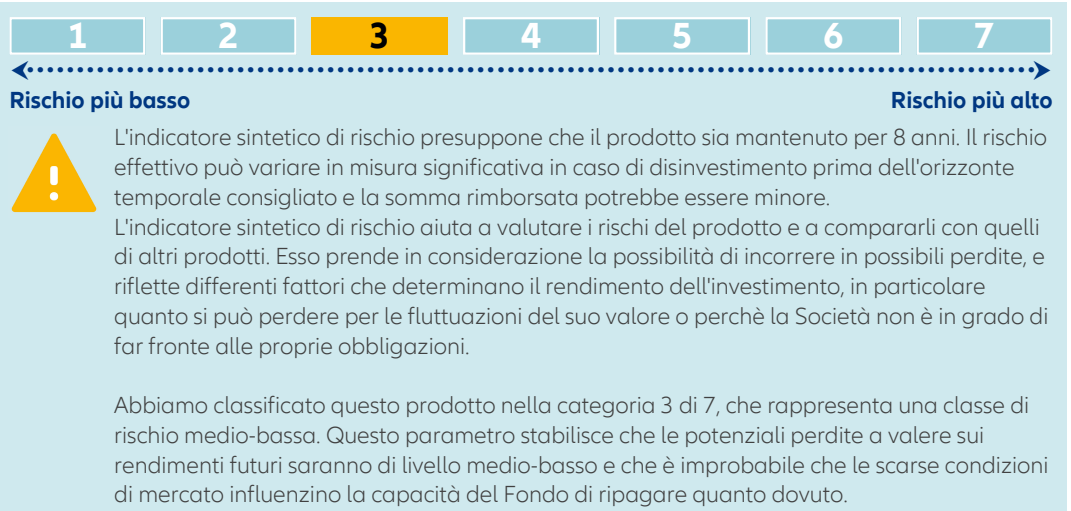 1 2 3 4 5 6 7
Rischio più basso Rischio più alto
L'indicatore sintetico di rischio presuppone che il prodotto sia mantenuto per 8 anni. Il rischio
effettivo può variare in misura significativa in caso di disinvestimento prima dell'orizzonte
temporale consigliato e la somma rimborsata potrebbe essere minore.
L'indicatore sintetico di rischio aiuta a valutare i rischi del prodotto e a compararli con quelli
di altri prodotti. Esso prende in considerazione la possibilità di incorrere in possibili perdite, e
riflette differenti fattori che determinano il rendimento dell'investimento, in particolare
quanto si può perdere per le fluttuazioni del suo valore o perchè la Società non è in grado di
far fronte alle proprie obbligazioni.
Abbiamo classificato questo prodotto nella categoria 3 di 7, che rappresenta una classe di
rischio medio-bassa. Questo parametro stabilisce che le potenziali perdite a valere sui
rendimenti futuri saranno di livello medio-basso e che è improbabile che le scarse condizioni
di mercato influenzino la capacità del Fondo di ripagare quanto dovuto.